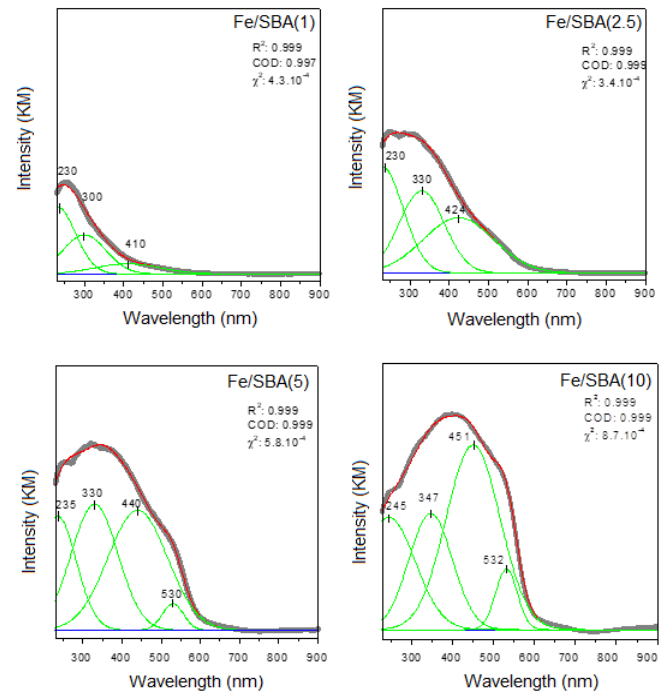 Fe/SBA(1)
R²: 0.999
COD: 0.997
χ²: 4.3.10⁻⁴
230
300
410
Intensity (KM)
300 400 500 600 700 800 900
Wavelength (nm)
Fe/SBA(2.5)
R²: 0.999
COD: 0.999
χ²: 3.4.10⁻⁴
230
330
424
Intensity (KM)
300 400 500 600 700 800 900
Wavelength (nm)
Fe/SBA(5)
R²: 0.999
COD: 0.999
χ²: 5.8.10⁻⁴
235
330
440
530
Intensity (KM)
300 400 500 600 700 800 900
Wavelength (nm)
Fe/SBA(10)
R²: 0.999
COD: 0.999
χ²: 8.7.10⁻⁴
245
347
451
532
Intensity (KM)
300 400 500 600 700 800 900
Wavelength (nm)